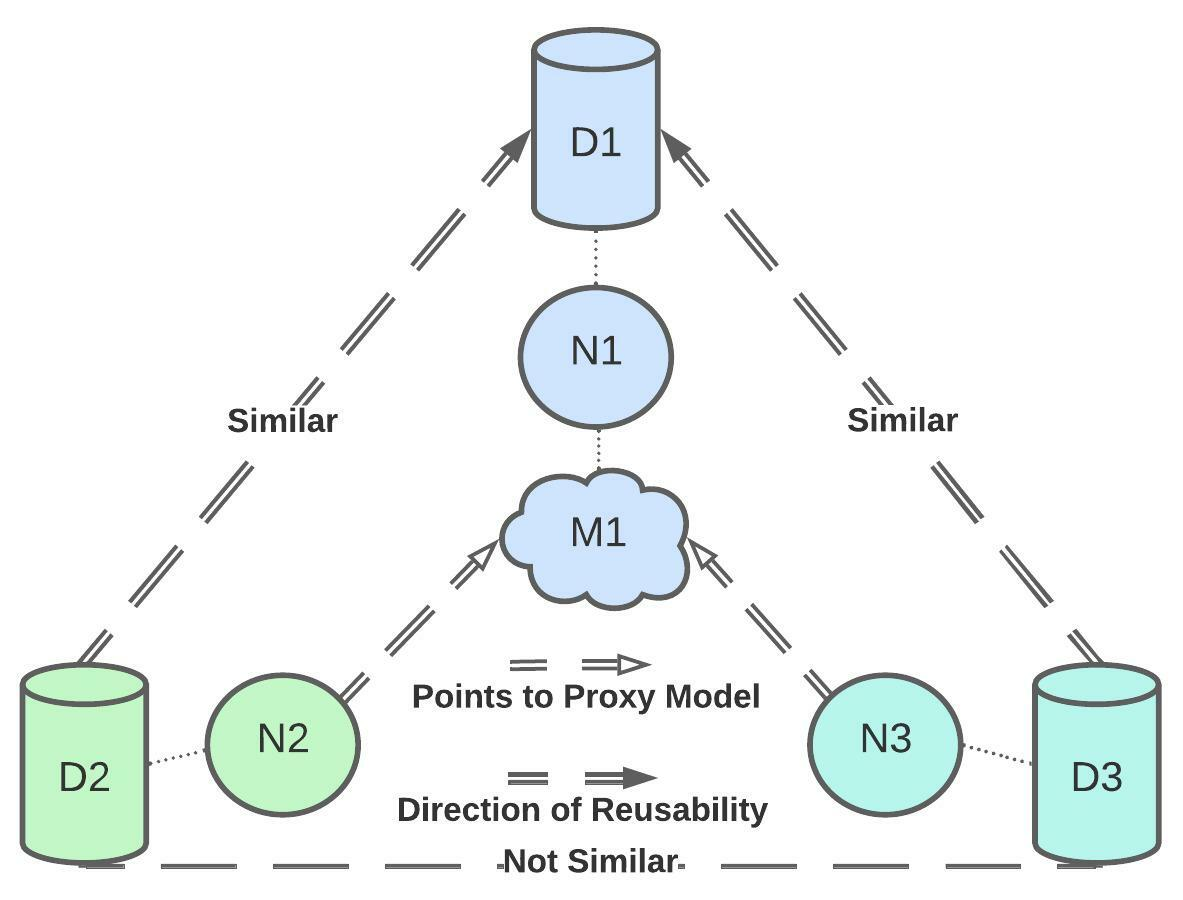 D1
N1
Similar
Similar
M1
Points to Proxy Model
N2
N3
D2
D3
Direction of Reusability
Not Similar